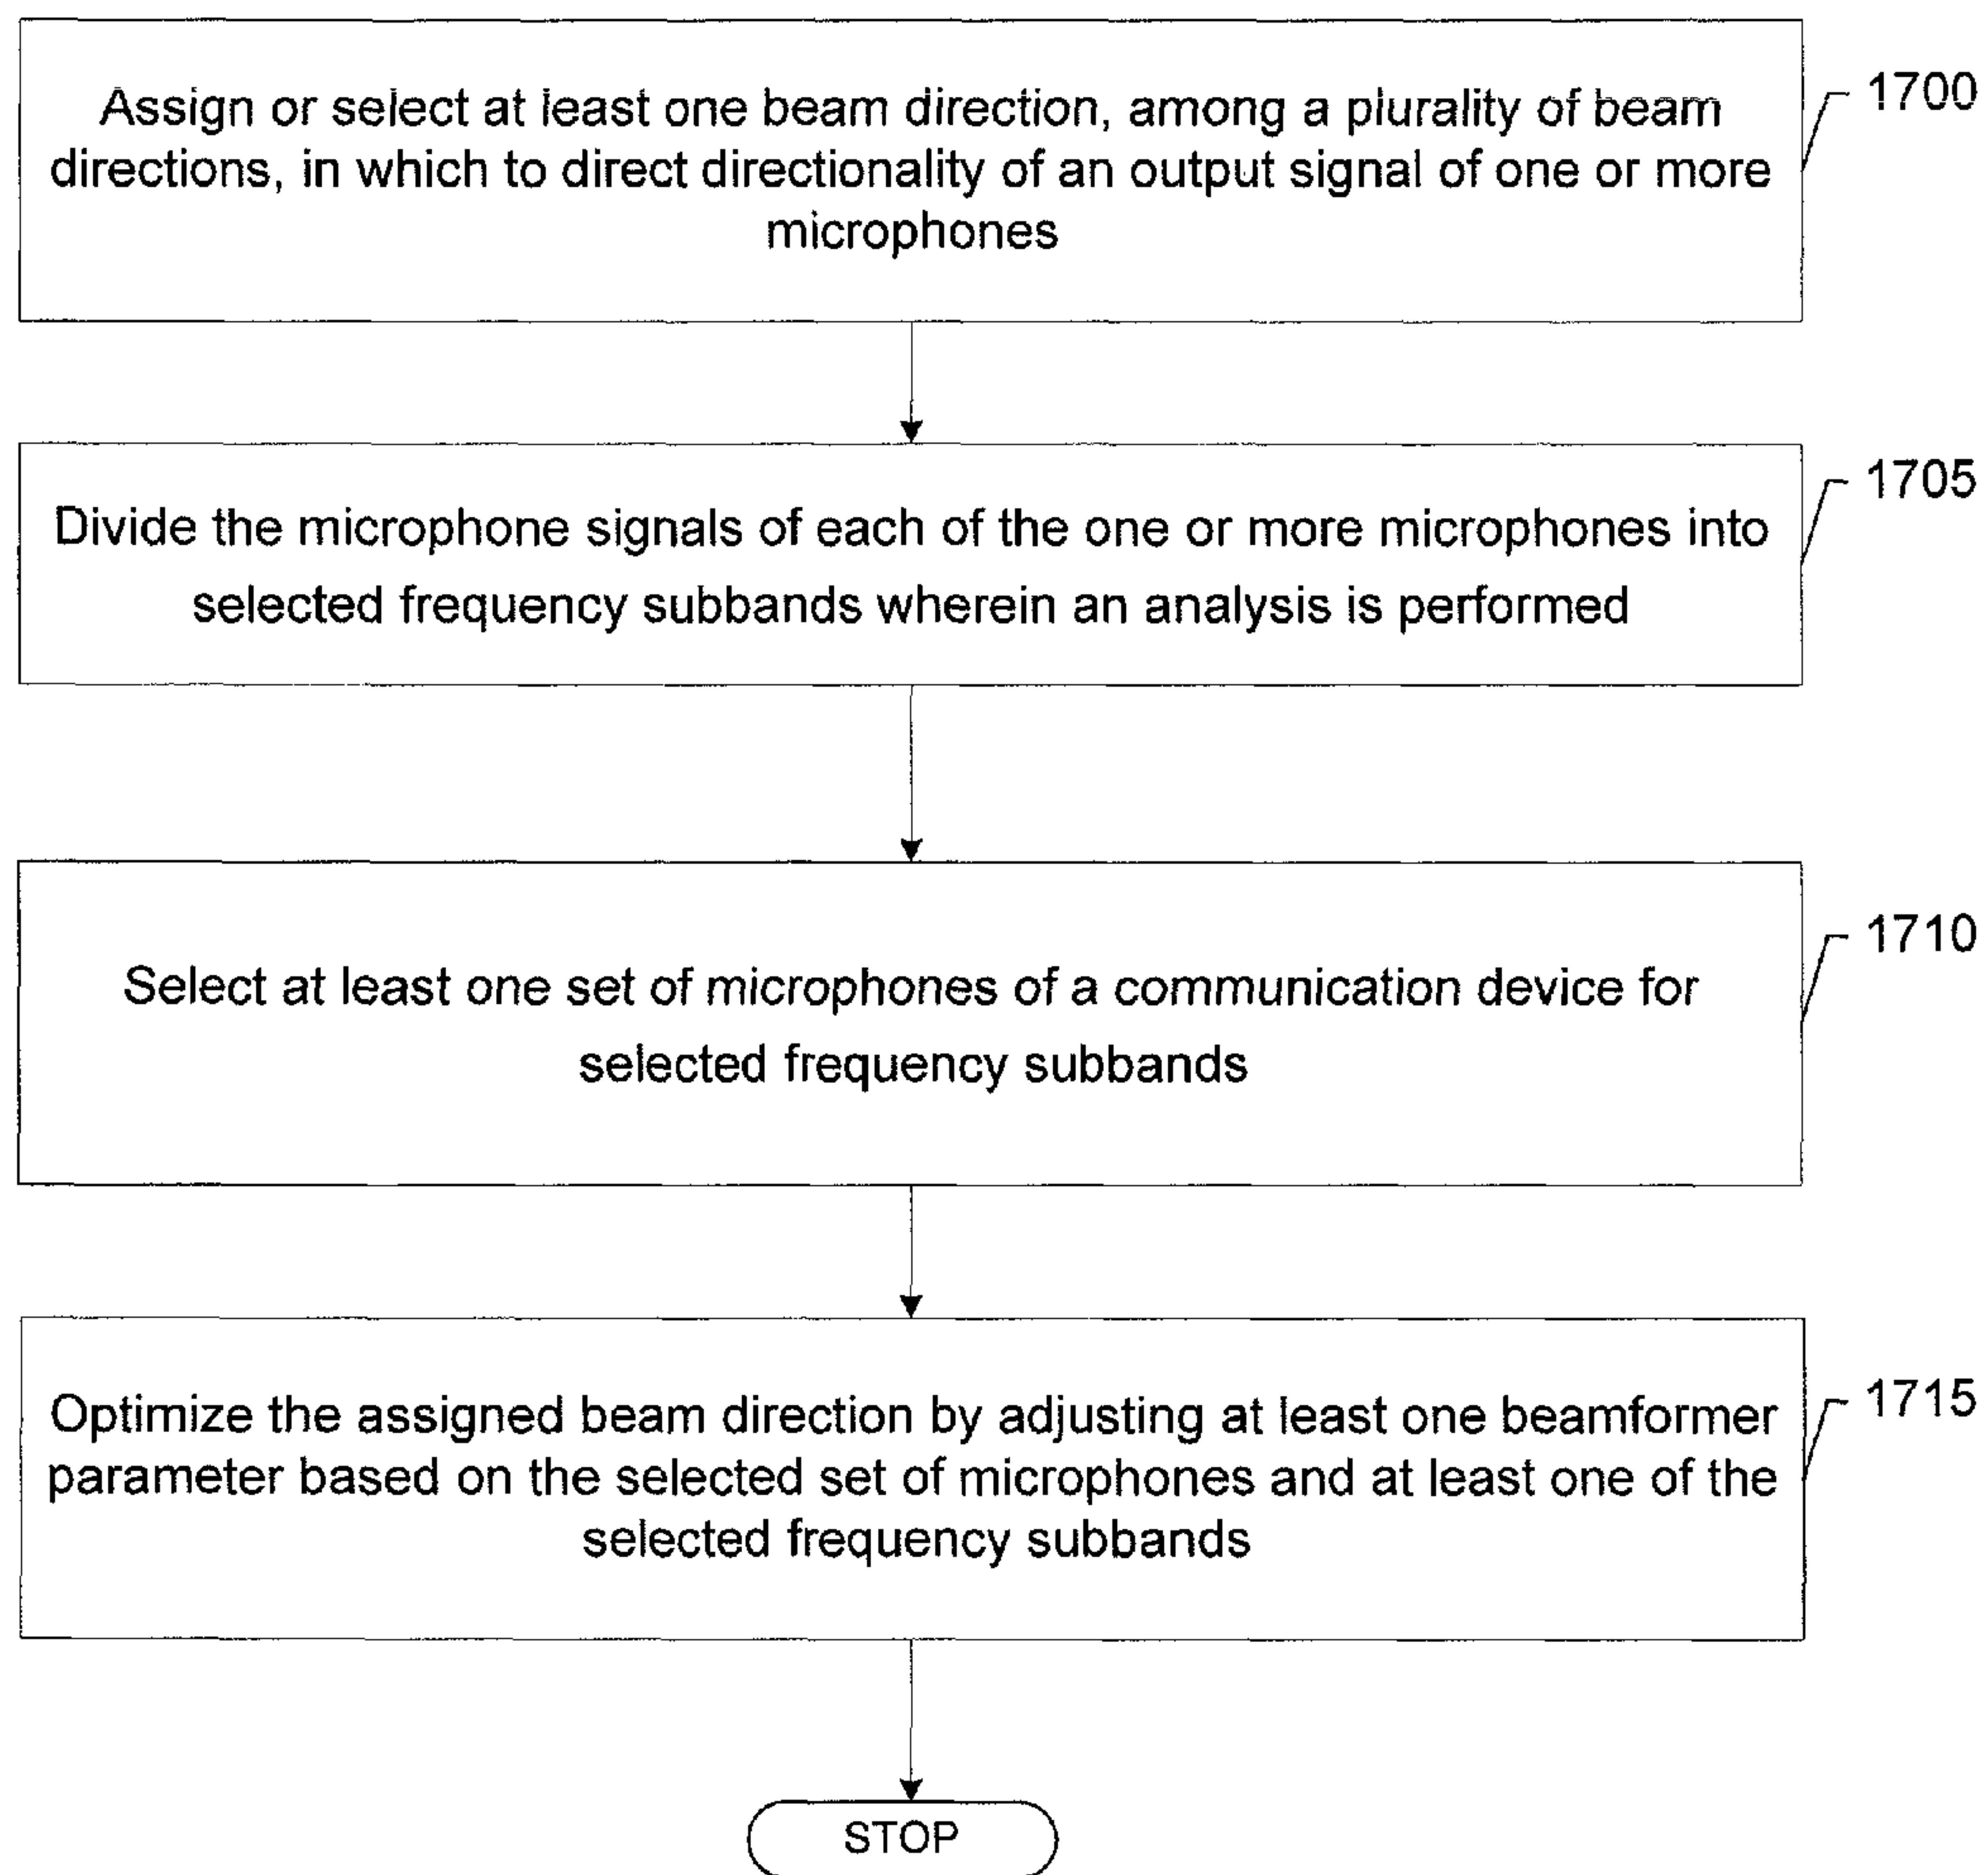 Assign or select at least one beam direction, among a plurality of beam
directions, in which to direct directionality of an output signal of one or more
microphones
1700
Divide the microphone signals of each of the one or more microphones into
selected frequency subbands wherein an analysis is performed
1705
Select at least one set of microphones of a communication device for
selected frequency subbands
1710
Optimize the assigned beam direction by adjusting at least one beamformer
parameter based on the selected set of microphones and at least one of the
selected frequency subbands
1715
STOP